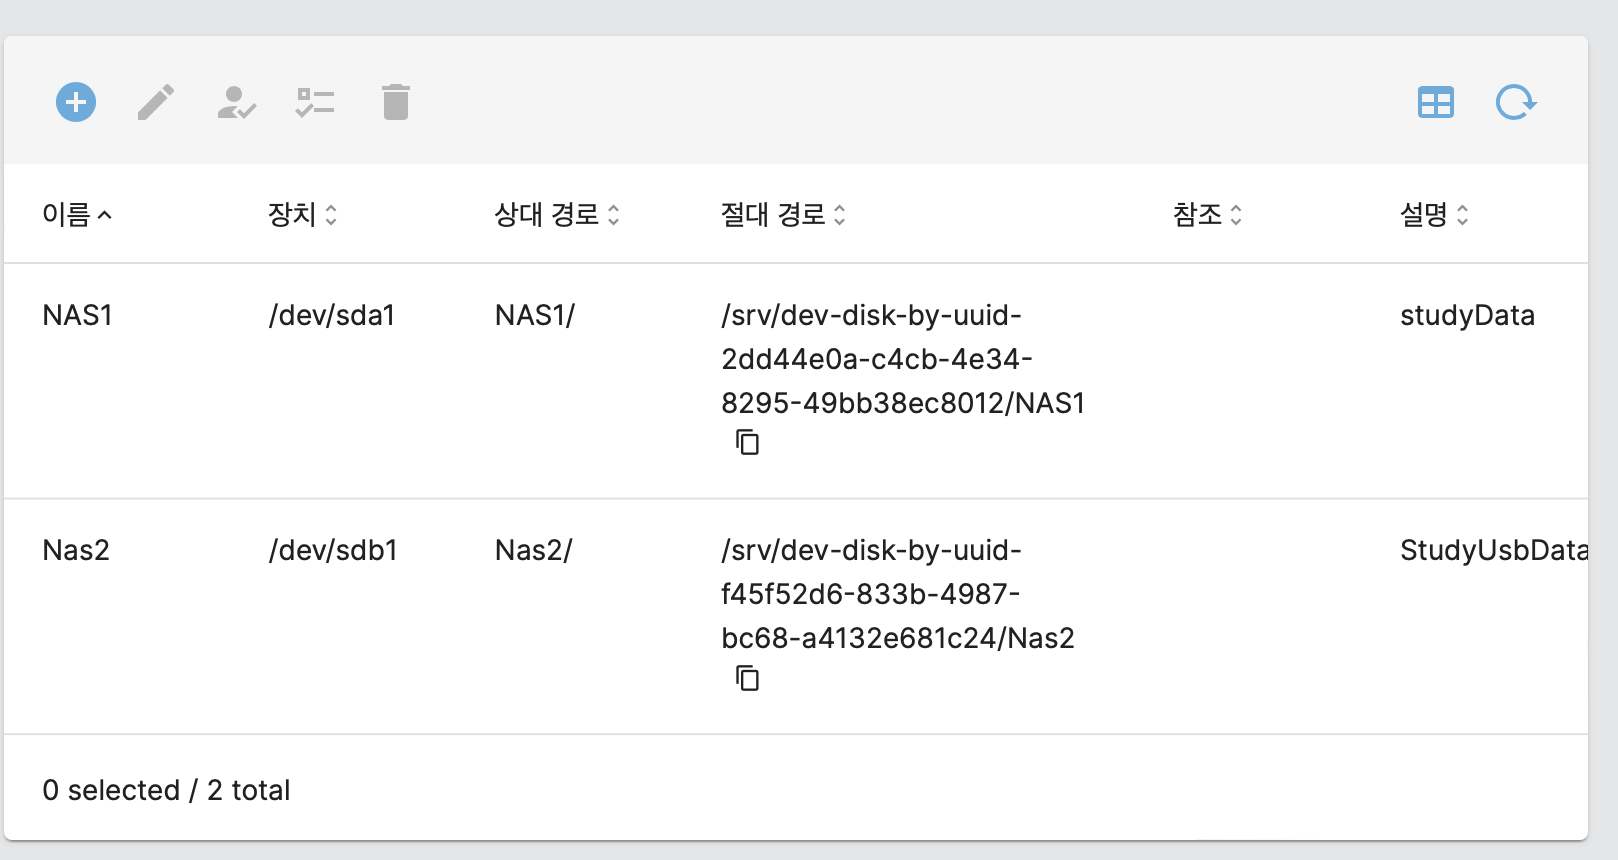 이름 장치 상대 경로 절대 경로 참조 설명
NAS1 /dev/sda1 NAS1/ /srv/dev-disk-by-uuid- studyData
2dd44e0a-c4cb-4e34-
8295-49bb38ec8012/NAS1
Nas2 /dev/sdb1 Nas2/ /srv/dev-disk-by-uuid- StudyUsbData
f45f52d6-833b-4987-
bc68-a4132e681c24/Nas2
0 selected / 2 total